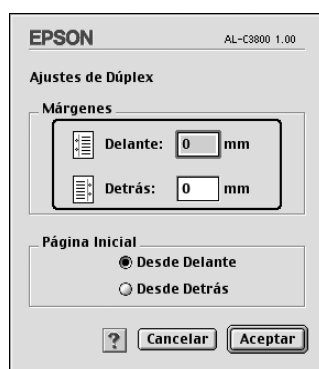 EPSON AL-C3800 1.00
Ajustes de Dúplex
Márgenes
Delante: 0 mm
Detrás: 0 mm
Página Inicial
Desde Delante
Desde Detrás
? Cancelar Aceptar